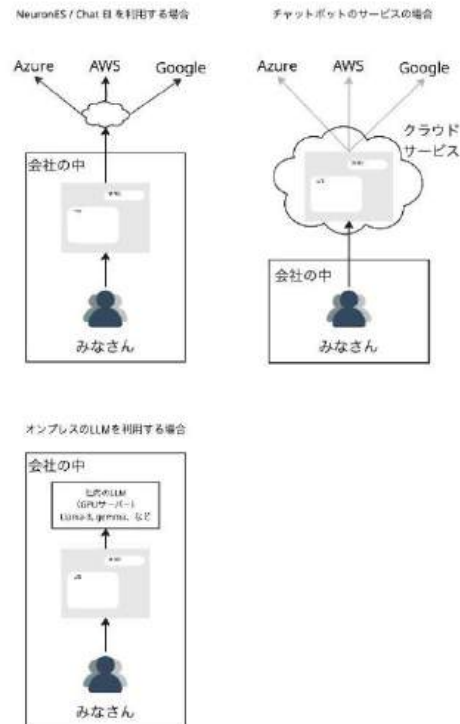 NeuronES / Chat EI を利用する場合
Azure
AWS
Google
会社の中
みなさん
チャットボットのサービスの場合
Azure
AWS
Google
クラウド
サービス
会社の中
みなさん
オンプレスのLLMを利用する場合
会社の中
社内のLLM
(GPUサーバー)
Llama-3, gemma、など
みなさん